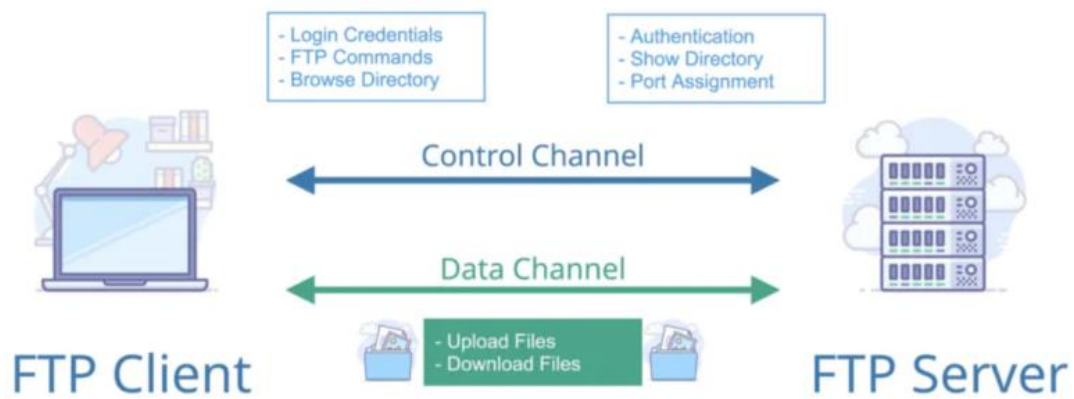 - Login Credentials
- FTP Commands
- Browse Directory
- Authentication
- Show Directory
- Port Assignment
Control Channel
Data Channel
- Upload Files
- Download Files
FTP Client
FTP Server